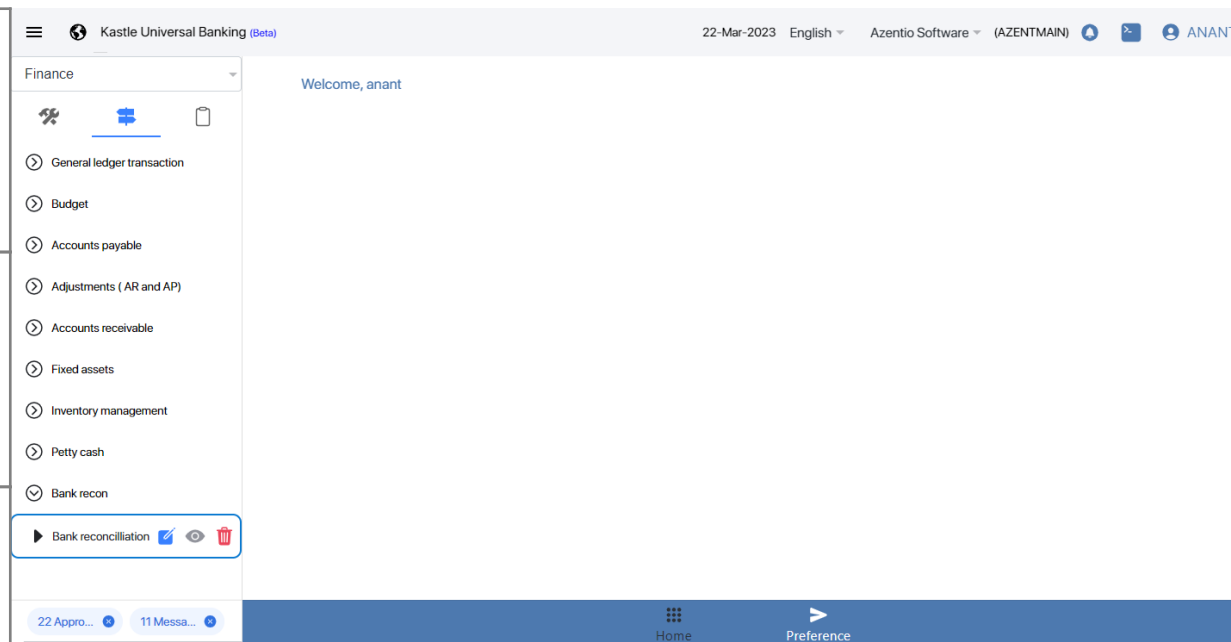 Kastle Universal Banking (Beta)
22-Mar-2023 English Azentio Software (AZENTMAIN) ANANT
Finance
Welcome, anant
General ledger transaction
Budget
Accounts payable
Adjustments ( AR and AP)
Accounts receivable
Fixed assets
Inventory management
Petty cash
Bank recon
Bank reconcilliation
22 Appro... 11 Messa...
Home Preference